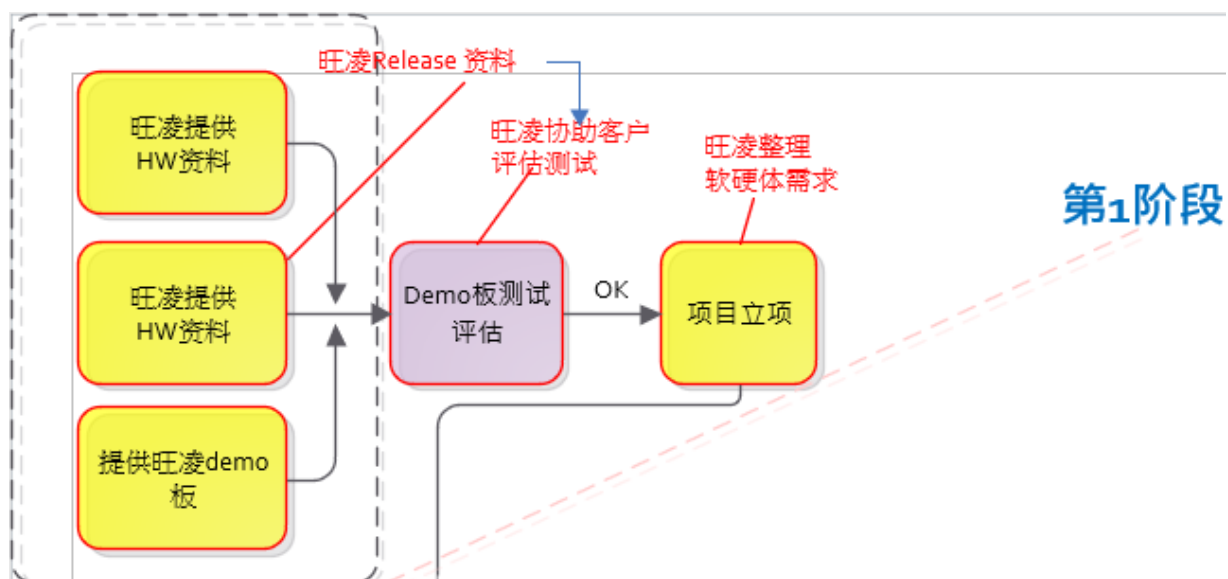 旺凌Release 资料
旺凌提供
HW资料
旺凌协助客户
评估测试
旺凌整理
软硬体需求
第1阶段
旺凌提供
HW资料
Demo板测试
评估
OK
项目立项
提供旺凌demo
板